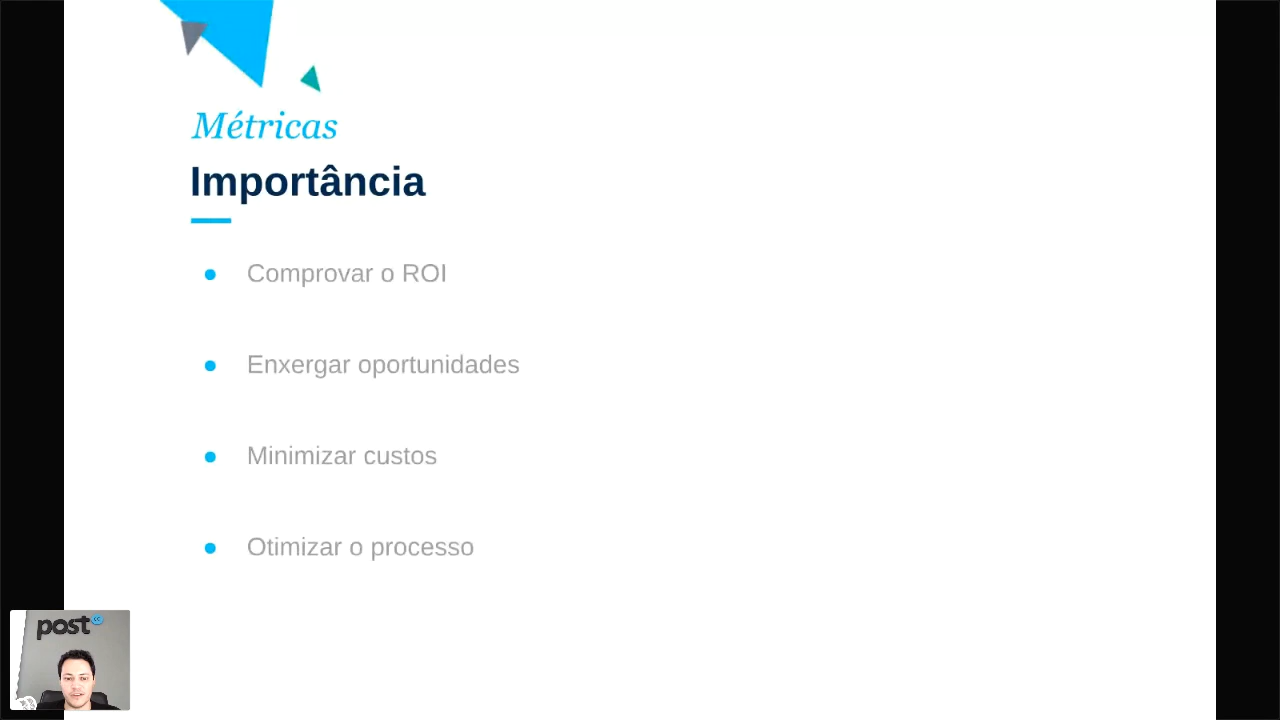 Métricas
Importância
Comprovar o ROI
Enxergar oportunidades
Minimizar custos
Otimizar o processo
post